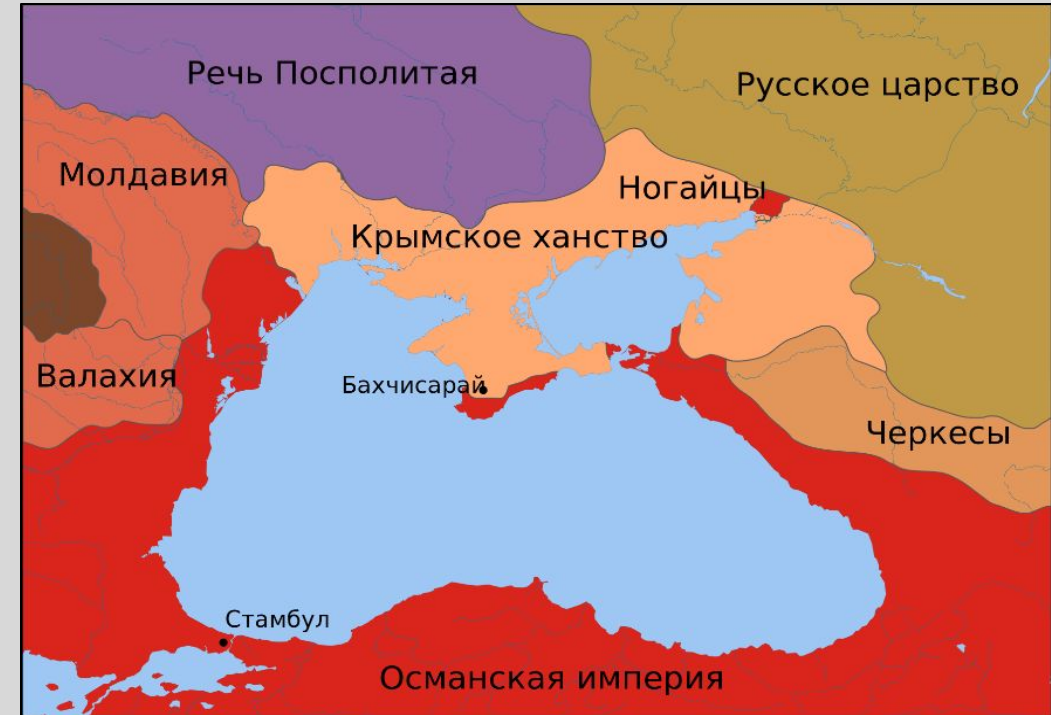 Речь Посполитая
Русское царство
Молдавия
Ногайцы
Крымское ханство
Валахия
Бахчисарай
Черкесы
Стамбул
Османская империя